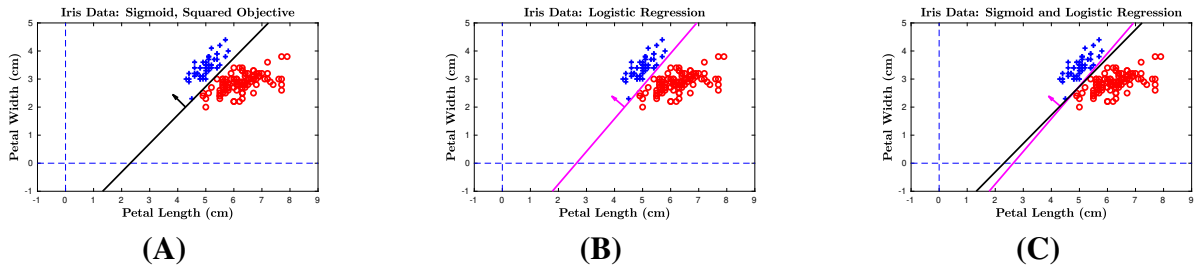 Iris Data: Sigmoid, Squared Objective
5
4
3
2
1
0
-1
Petal Width (cm)
-1 0 1 2 3 4 5 6 7 8 9
Petal Length (cm)
(A)
Iris Data: Logistic Regression
5
4
3
2
1
0
-1
Petal Width (cm)
-1 0 1 2 3 4 5 6 7 8 9
Petal Length (cm)
(B)
Iris Data: Sigmoid and Logistic Regression
5
4
3
2
1
0
-1
Petal Width (cm)
-1 0 1 2 3 4 5 6 7 8 9
Petal Length (cm)
(C)